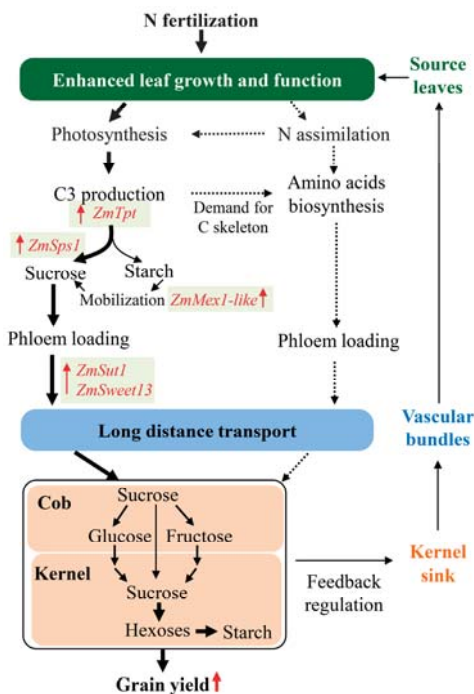 N fertilization
Enhanced leaf growth and function
Source
leaves
Photosynthesis
N assimilation
C3 production
Amino acids
biosynthesis
Demand for
C skeleton
↑ ZmTpt
↑ ZmSps1
Sucrose
Starch
Mobilization
ZmMex1-like ↑
Phloem loading
Phloem loading
↑ ZmSut1
ZmSweet13
Long distance transport
Vascular
bundles
Cob
Sucrose
Glucose
Fructose
Kernel
Sucrose
Hexoses
Starch
Feedback
regulation
Kernel
sink
Grain yield ↑